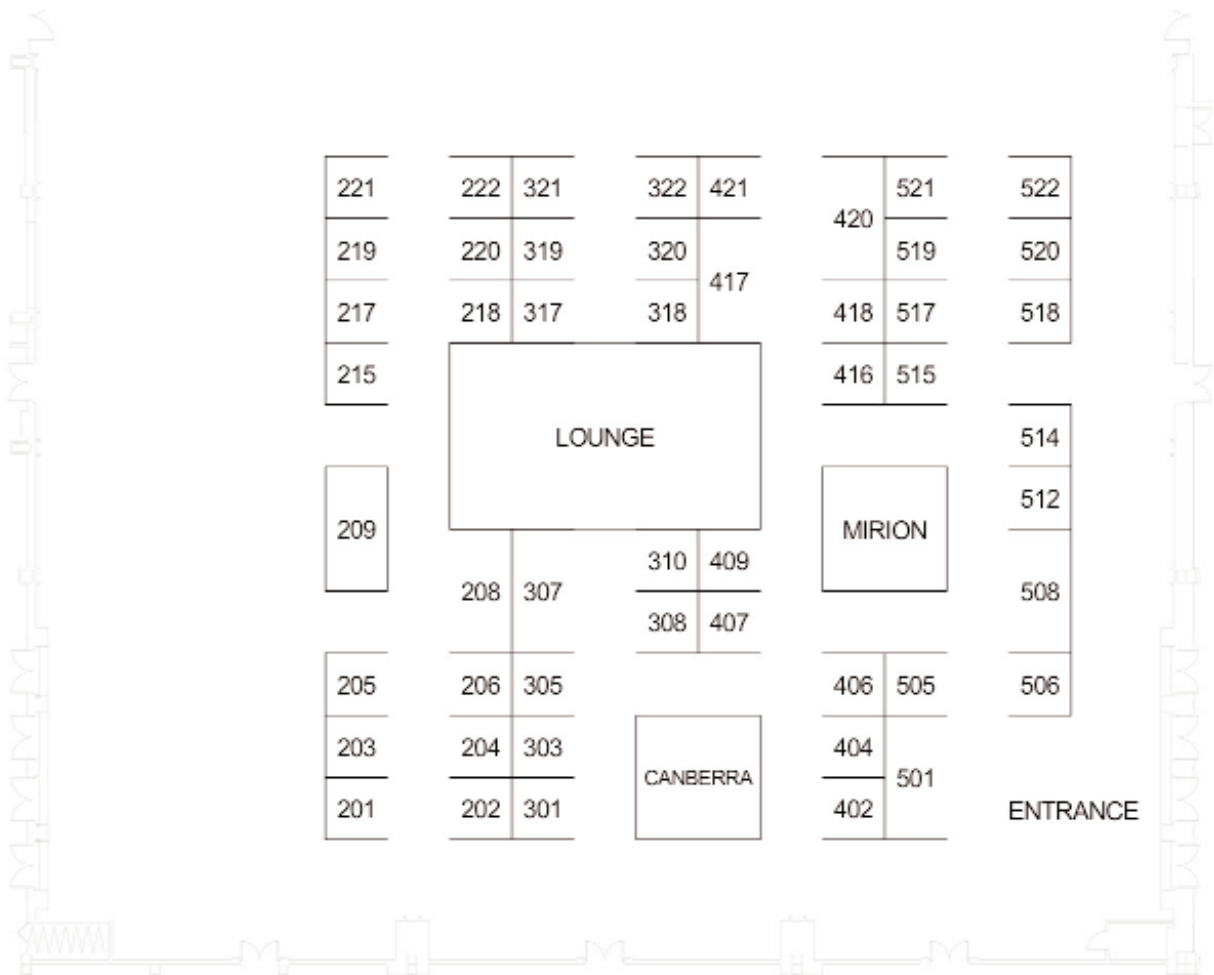 221 222 321 322 421 521 522
420
219 220 319 320 519 520
417
217 218 317 318 418 517 518
215 416 515
LOUNGE 514
512
209 MIRION
310 409
208 307 508
308 407
205 206 305 406 505 506
203 204 303 404
CANBERRA 501
201 202 301 402 ENTRANCE